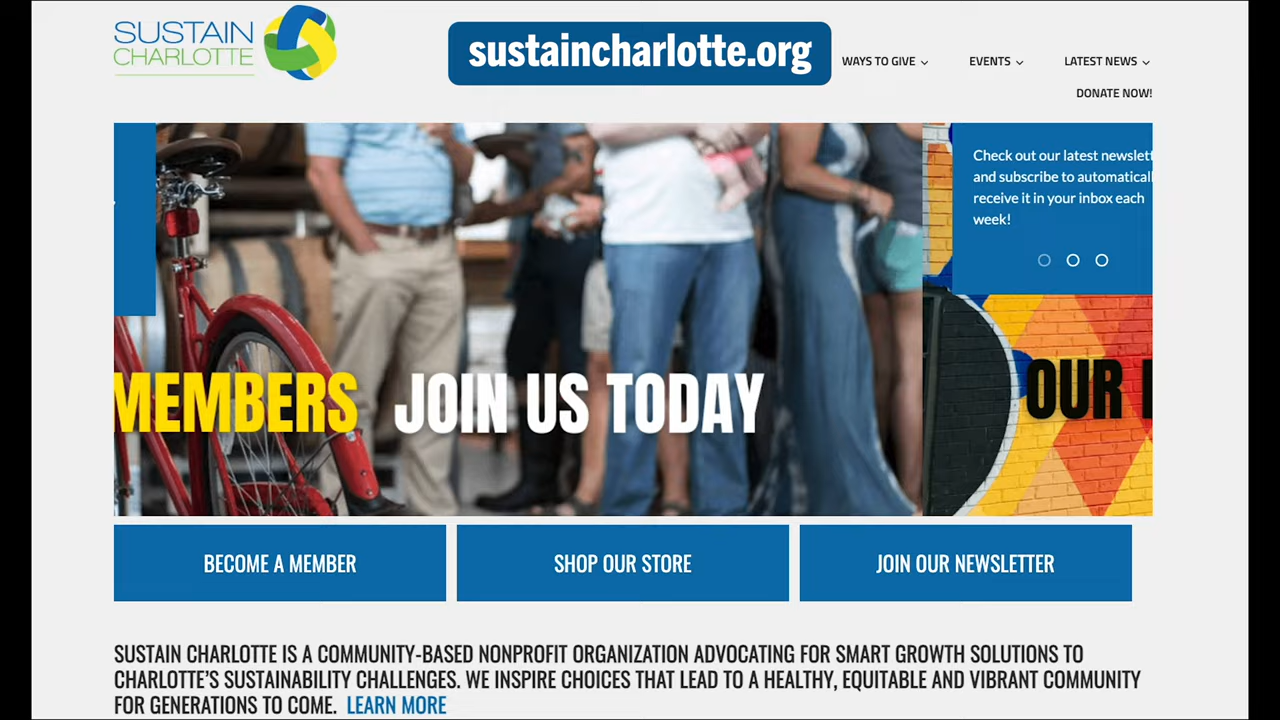 SUSTAIN
CHARLOTTE
sustaincharlotte.org
WAYS TO GIVE
EVENTS
LATEST NEWS
DONATE NOW!
Check out our latest newslett
and subscribe to automaticall
receive it in your inbox each
week!
MEMBERS JOIN US TODAY
OUR
BECOME A MEMBER
SHOP OUR STORE
JOIN OUR NEWSLETTER
SUSTAIN CHARLOTTE IS A COMMUNITY-BASED NONPROFIT ORGANIZATION ADVOCATING FOR SMART GROWTH SOLUTIONS TO
CHARLOTTE'S SUSTAINABILITY CHALLENGES. WE INSPIRE CHOICES THAT LEAD TO A HEALTHY, EQUITABLE AND VIBRANT COMMUNITY
FOR GENERATIONS TO COME. LEARN MORE